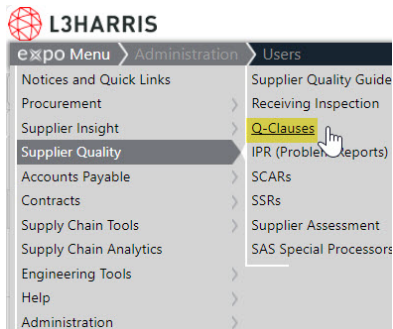 L3HARRIS
expo Menu > Administration > Users
Notices and Quick Links
Procurement
Supplier Insight
Supplier Quality
Accounts Payable
Contracts
Supply Chain Tools
Supply Chain Analytics
Engineering Tools
Help
Administration
Supplier Quality Guide
Receiving Inspection
Q-Clauses
IPR (Problem Reports)
SCARs
SSRs
Supplier Assessment
SAS Special Processors